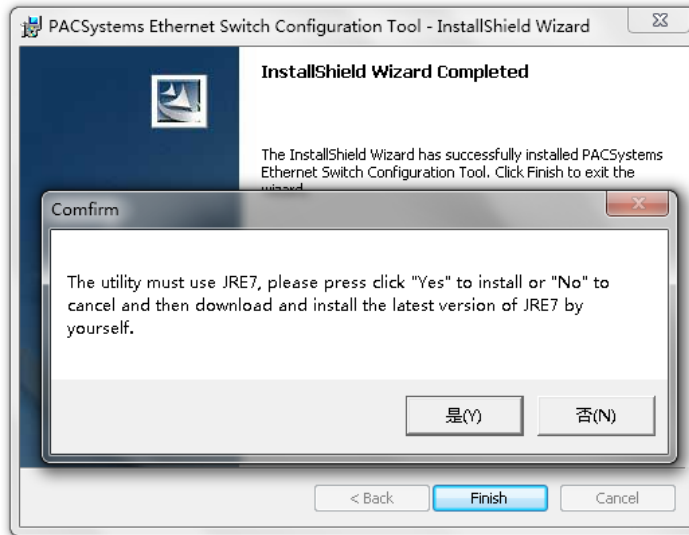 PACSystems Ethernet Switch Configuration Tool - InstallShield Wizard
InstallShield Wizard Completed
The InstallShield Wizard has successfully installed PACSystems
Ethernet Switch Configuration Tool. Click Finish to exit the
wizard.
Comfirm
The utility must use JRE7, please press click "Yes" to install or "No" to
cancel and then download and install the latest version of JRE7 by
yourself.
是(Y)
否(N)
< Back
Finish
Cancel